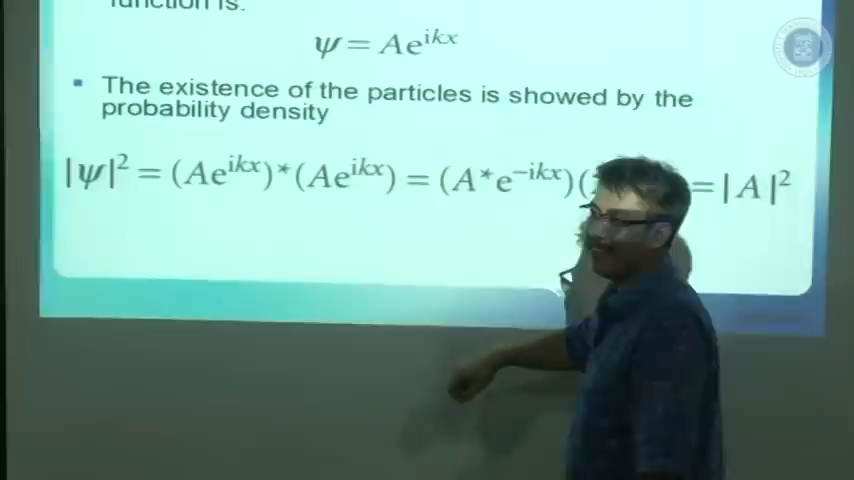 function is:
ψ = Ae^{ikx}
The existence of the particles is showed by the
probability density
|ψ|² = (Ae^{ikx})*(Ae^{ikx}) = (A*e^{-ikx})( = |A|²